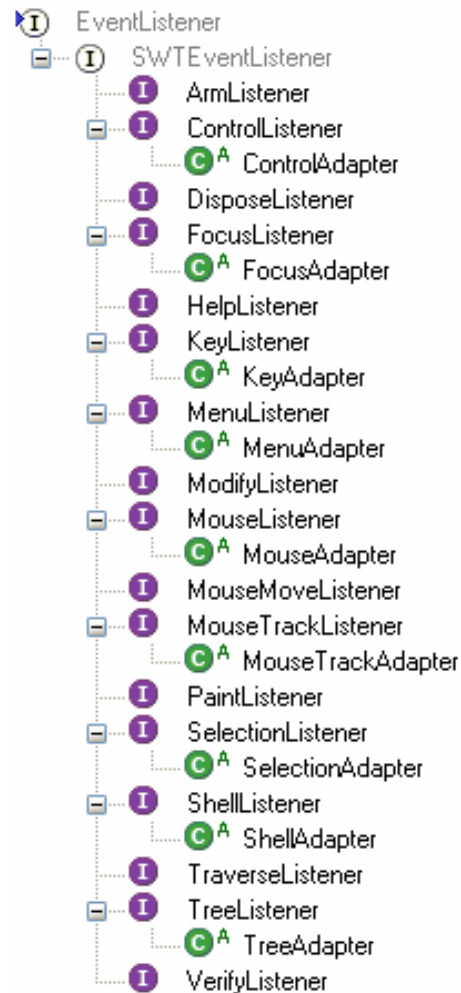 I EventListener
I SWTEventListener
I ArmListener
I ControlListener
C A ControlAdapter
I DisposeListener
I FocusListener
C A FocusAdapter
I HelpListener
I KeyListener
C A KeyAdapter
I MenuListener
C A MenuAdapter
I ModifyListener
I MouseListener
C A MouseAdapter
I MouseMoveListener
I MouseTrackListener
C A MouseTrackAdapter
I PaintListener
I SelectionListener
C A SelectionAdapter
I ShellListener
C A ShellAdapter
I TraverseListener
I TreeListener
C A TreeAdapter
I VerifyListener